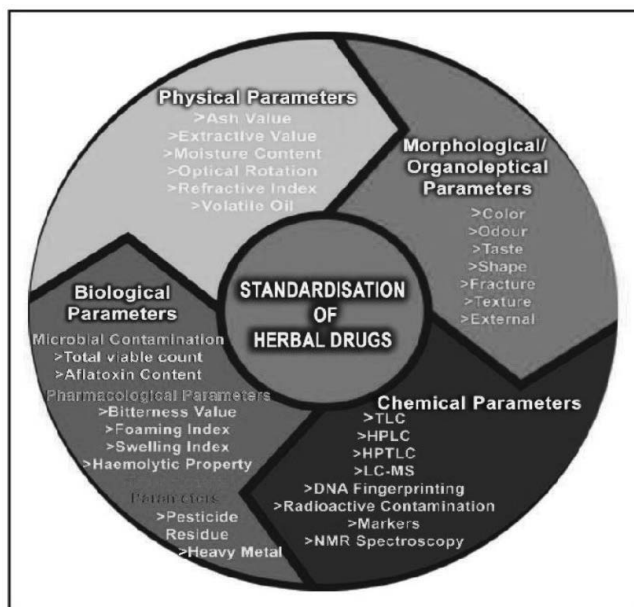 Physical Parameters
>Ash Value
>Extractive Value
>Moisture Content
>Optical Rotation
>Refractive Index
>Volatile Oil
Morphological/
Organoleptical
Parameters
>Color
>Odour
>Taste
>Shape
>Fracture
>Texture
>External
STANDARDISATION
OF
HERBAL DRUGS
Biological
Parameters
Microbial Contamination
>Total viable count
>Aflatoxin Content
Pharmacological Parameters
>Bitterness Value
>Foaming Index
>Swelling Index
>Haemolytic Property
Parameters
>Pesticide
Residue
>Heavy Metal
Chemical Parameters
>TLC
>HPLC
>HPTLC
>LC-MS
>DNA Fingerprinting
>Radioactive Contamination
>Markers
>NMR Spectroscopy